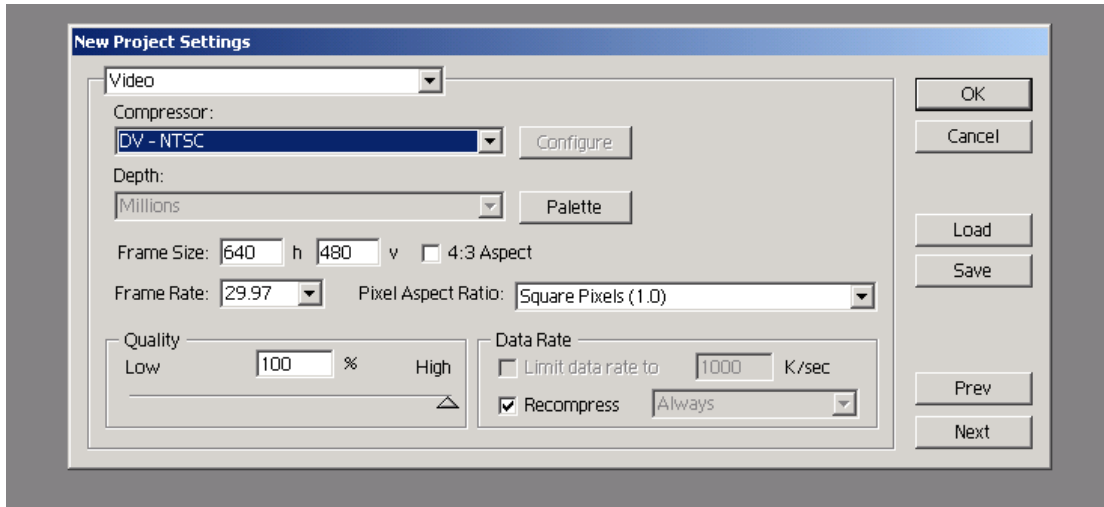 New Project Settings
Video
OK
Compressor:
DV - NTSC
Configure
Cancel
Depth:
Millions
Palette
Load
Frame Size: 640 h 480 v 4:3 Aspect
Save
Frame Rate: 29.97 Pixel Aspect Ratio: Square Pixels (1.0)
Quality
Low 100 % High
Data Rate
Limit data rate to 1000 K/sec
Recompress Always
Prev
Next